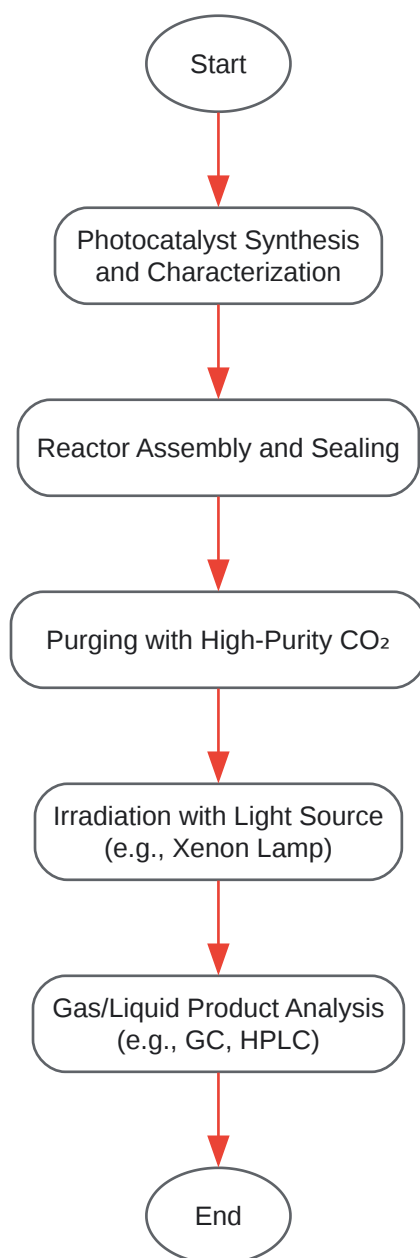 Start
Photocatalyst Synthesis
and Characterization
Reactor Assembly and Sealing
Purging with High-Purity CO₂
Irradiation with Light Source
(e.g., Xenon Lamp)
Gas/Liquid Product Analysis
(e.g., GC, HPLC)
End